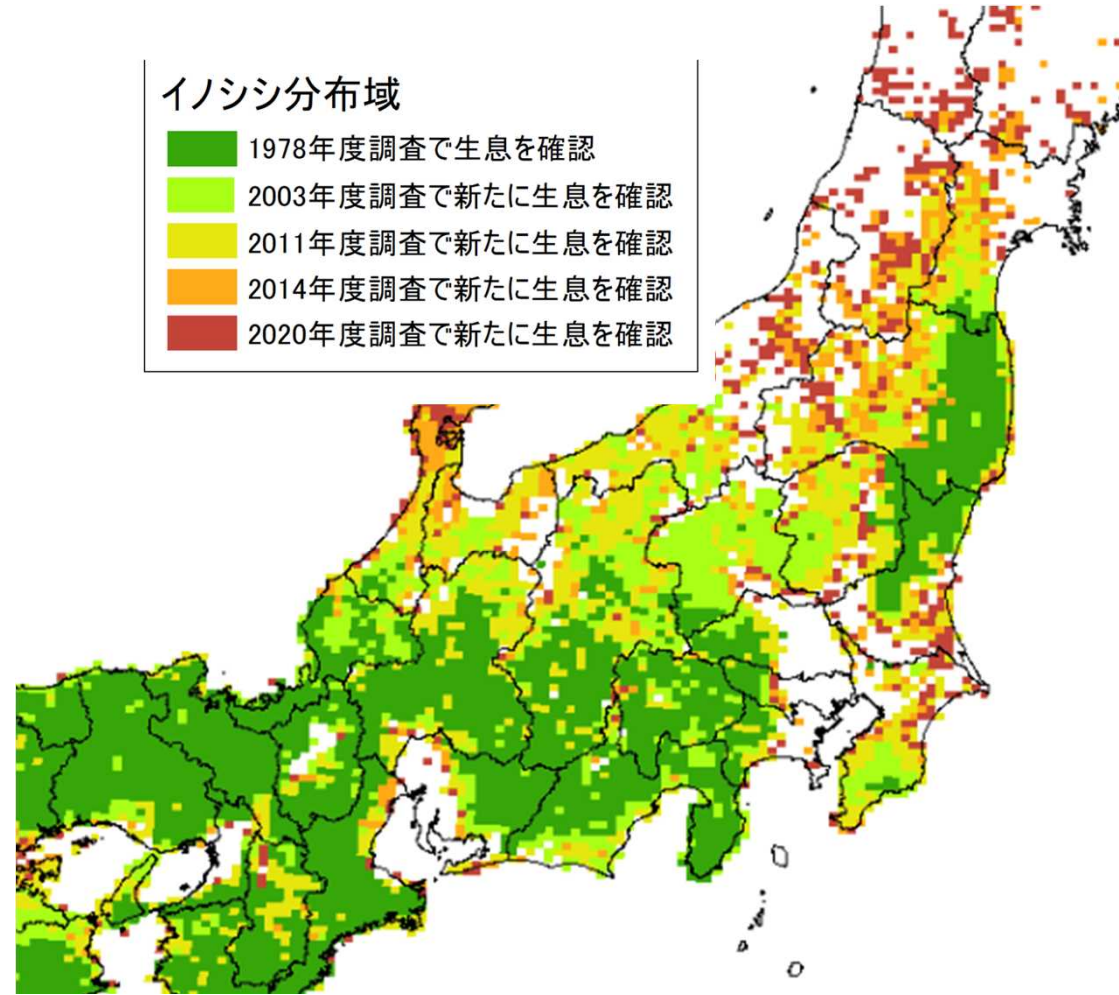 イノシシ分布域
1978年度調査で生息を確認
2003年度調査で新たに生息を確認
2011年度調査で新たに生息を確認
2014年度調査で新たに生息を確認
2020年度調査で新たに生息を確認